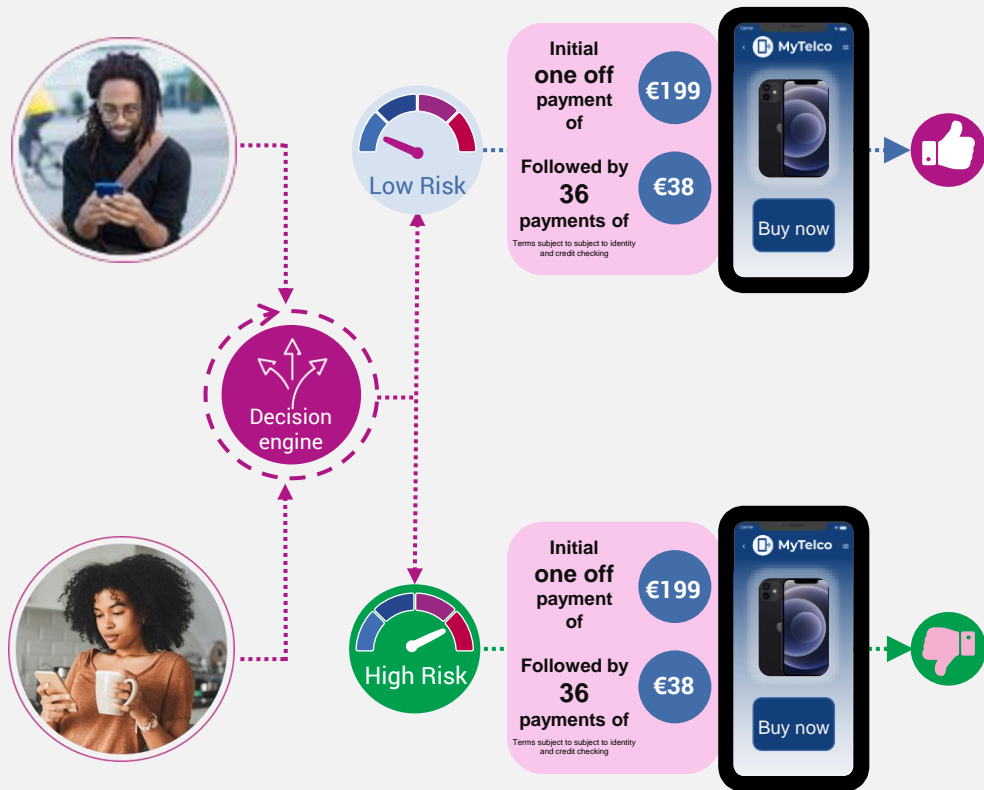 Initial
one off
payment
of
€199
Followed by
36
payments of
€38
Terms subject to subject to identity
and credit checking
MyTelco
Buy now
Low Risk
Decision
engine
High Risk
Initial
one off
payment
of
€199
Followed by
36
payments of
€38
Terms subject to subject to identity
and credit checking
MyTelco
Buy now